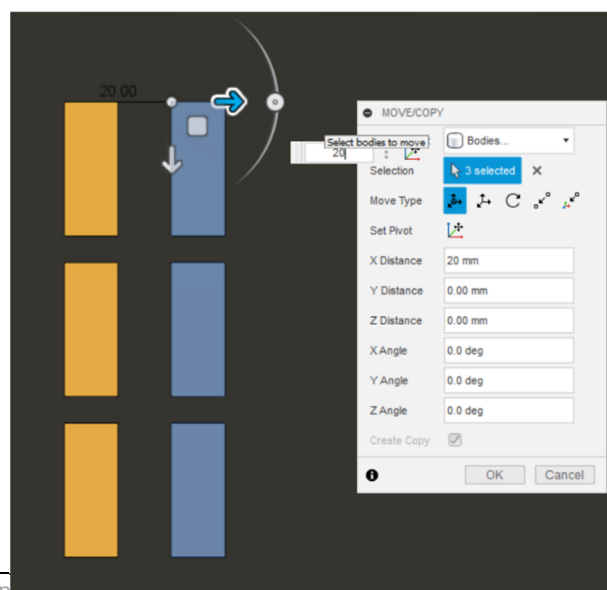 20.00
MOVE/COPY
Select bodies to move
Bodies...
20
Selection
3 selected
Move Type
Set Pivot
X Distance
20 mm
Y Distance
0.00 mm
Z Distance
0.00 mm
X Angle
0.0 deg
Y Angle
0.0 deg
Z Angle
0.0 deg
Create Copy
OK
Cancel